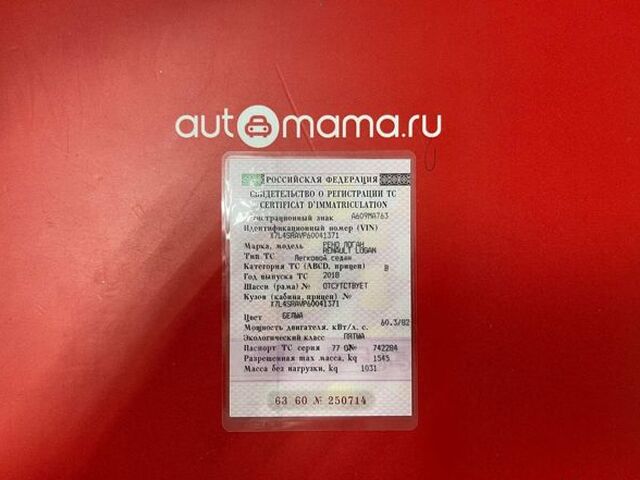 automama.ru
РОССИЙСКАЯ ФЕДЕРАЦИЯ
СВИДЕТЕЛЬСТВО О РЕГИСТРАЦИИ ТС
CERTIFICAT D'IMMATRICULATION
Регистрационный знак А609МА763
Идентификационный номер (VIN)
X7L4SRAVP60041371
Марка, модель РЕНО ЛОГАН
RENAULT LOGAN
Тип ТС Легковой седан
Категория ТС (ABCD, прицеп) B
Год выпуска ТС 2018
Шасси (рама) № ОТСУТСТВУЕТ
Кузов (кабина, прицеп) №
X7L4SRAVP60041371
Цвет БЕЛЫЙ
Мощность двигателя. кВт/л. с. 60.3/82
Экологический класс ПЯТЫЙ
Паспорт ТС серия 77 № 742284
Разрешенная max масса, kg 1545
Масса без нагрузки, kg 1031
63 60 № 250714